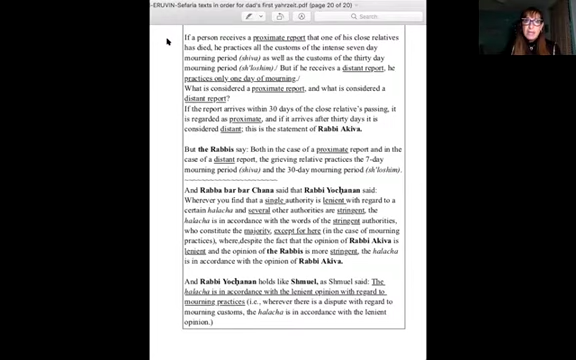 -ERUVIN-Sefaria texts in order for dad's first yahrzeit.pdf (page 20 of 20)
Search
If a person receives a proximate report that one of his close relatives
has died, he practices all the customs of the intense seven day
mourning period (shiva) as well as the customs of the thirty day
mourning period (sh'loshim).· But if he receives a distant report, he
practices only one day of mourning./
What is considered a proximate report, and what is considered a
distant report?
If the report arrives within 30 days of the close relative's passing, it
is regarded as proximate, and if it arrives after thirty days it is
considered distant; this is the statement of Rabbi Akiva.
But the Rabbis say: Both in the case of a proximate report and in the
case of a distant report, the grieving relative practices the 7-day
mourning period (shiva) and the 30-day mourning period (sh'loshim).
~~~~~~~~~~~~~~~~~~~~
And Rabba bar bar Chana said that Rabbi Yochanan said:
Wherever you find that a single authority is lenient with regard to a
certain halacha and several other authorities are stringent, the
halacha is in accordance with the words of the stringent authorities,
who constitute the majority, except for here (in the case of mourning
practices), where,despite the fact that the opinion of Rabbi Akiva is
lenient and the opinion of the Rabbis is more stringent, the halacha
is in accordance with the opinion of Rabbi Akiva.
And Rabbi Yochanan holds like Shmuel, as Shmuel said: The
halacha is in accordance with the lenient opinion with regard to
mourning practices (i.e., wherever there is a dispute with regard to
mourning customs, the halacha is in accordance with the lenient
opinion.)